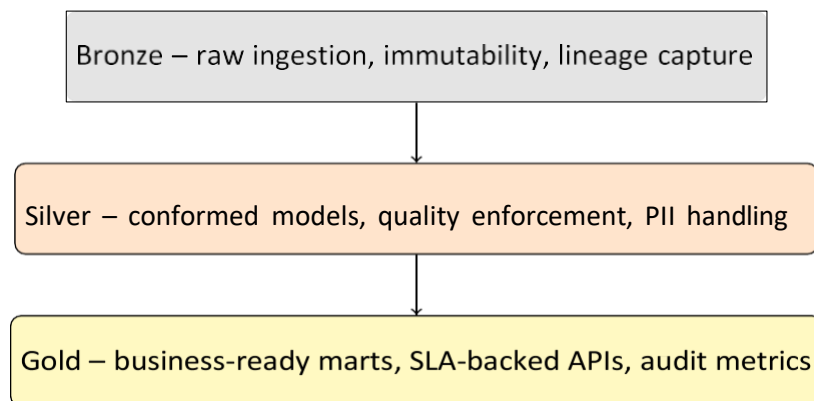 Bronze – raw ingestion, immutability, lineage capture
Silver – conformed models, quality enforcement, PII handling
Gold – business-ready marts, SLA-backed APIs, audit metrics